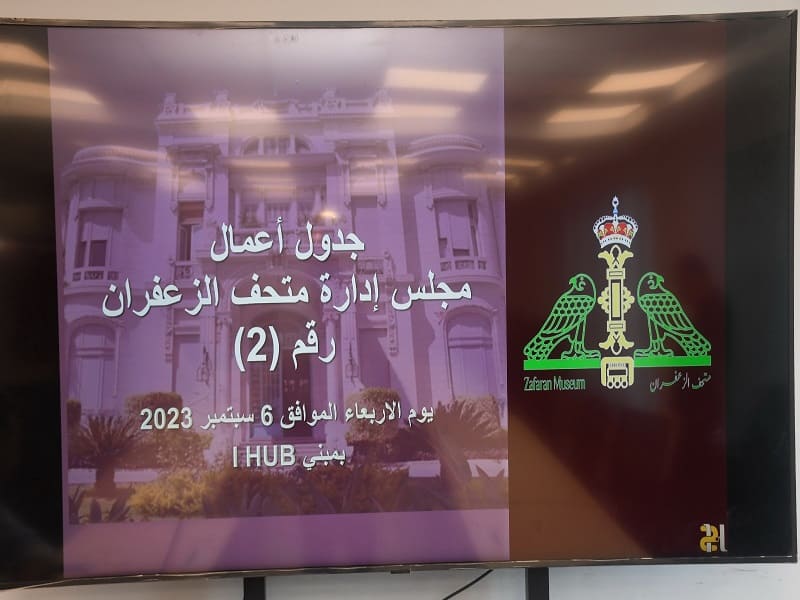 جدول أعمال
مجلس إدارة متحف الزعفران
رقم (2)
يوم الاربعاء الموافق 6 سبتمبر 2023
بمبني I HUB
Zafaran Museum
متحف الزعفران